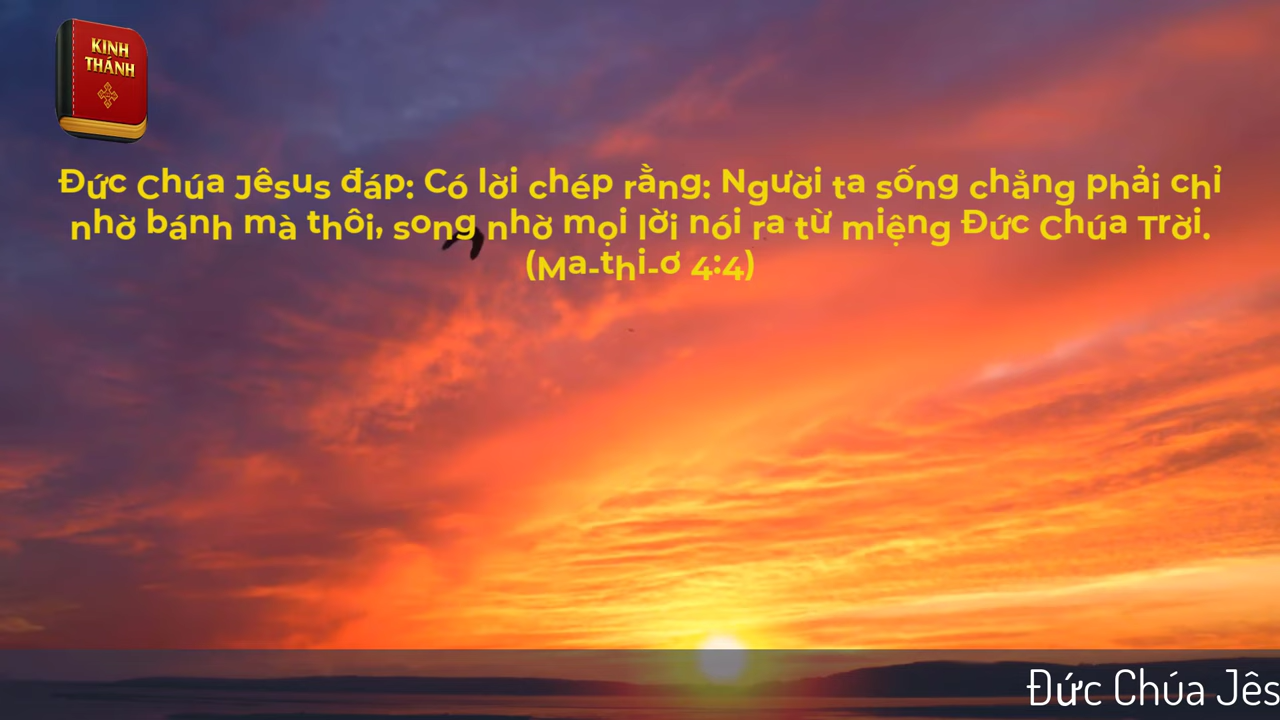 KINH
THÁNH
Đức Chúa Jêsus đáp: Có lời chép rằng: Người ta sống chẳng phải chỉ
nhờ bánh mà thôi, song nhờ mọi lời nói ra từ miệng Đức Chúa Trời.
(Ma-thi-ơ 4:4)
Đức Chúa Jês